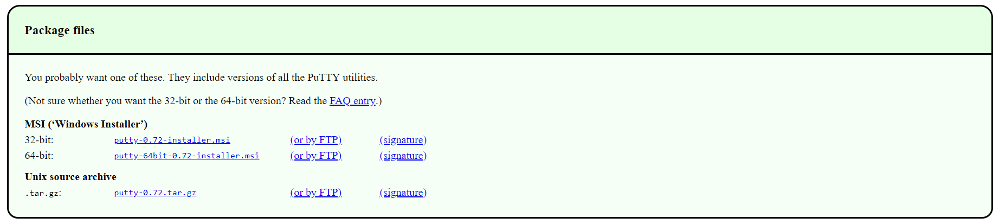 Package files
You probably want one of these. They include versions of all the PuTTY utilities.
(Not sure whether you want the 32-bit or the 64-bit version? Read the FAQ entry.)
MSI (‘Windows Installer’)
32-bit: putty-0.72-installer.msi (or by FTP) (signature)
64-bit: putty-64bit-0.72-installer.msi (or by FTP) (signature)
Unix source archive
.tar.gz: putty-0.72.tar.gz (or by FTP) (signature)